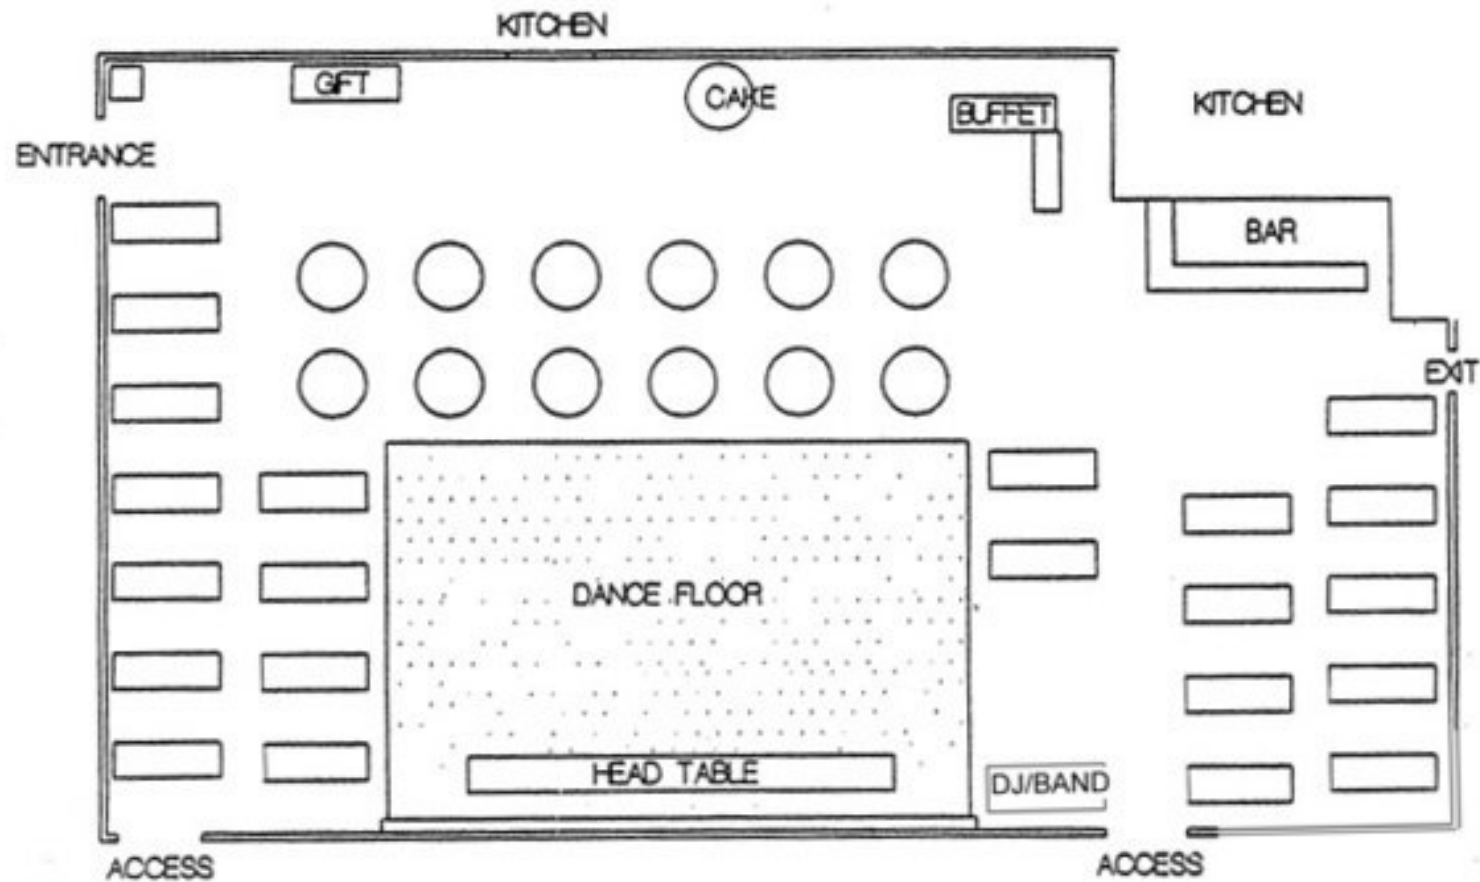 KITCHEN
GIFT
CAKE
BUFFET
KITCHEN
ENTRANCE
BAR
EXIT
DANCE FLOOR
HEAD TABLE
DJ/BAND
ACCESS
ACCESS